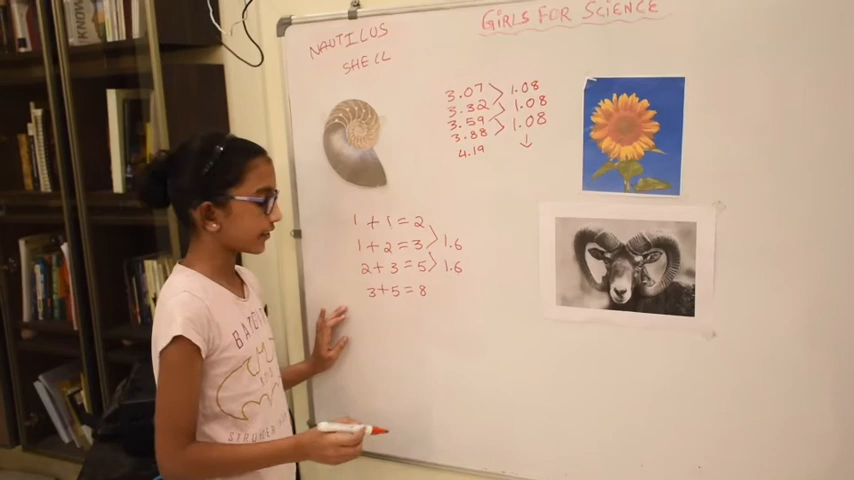 GIRLS FOR SCIENCE
NAUTILUS
SHELL
3.07 1.08
3.32 1.08
3.59 1.08
3.88
4.19 ↓
1 + 1 = 2
1 + 2 = 3 1.6
2 + 3 = 5 1.6
3 + 5 = 8